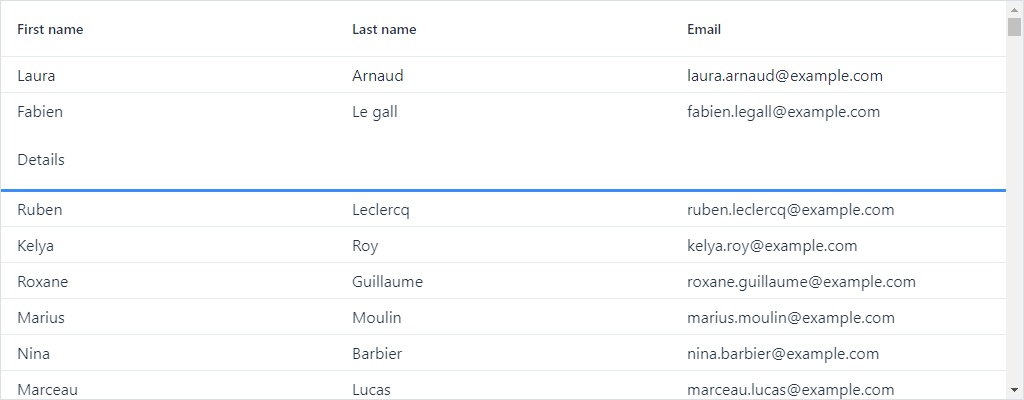 First name Last name Email
Laura Arnaud laura.arnaud@example.com
Fabien Le gall fabien.legall@example.com
Details
Ruben Leclercq ruben.leclercq@example.com
Kelya Roy kelya.roy@example.com
Roxane Guillaume roxane.guillaume@example.com
Marius Moulin marius.moulin@example.com
Nina Barbier nina.barbier@example.com
Marceau Lucas marceau.lucas@example.com